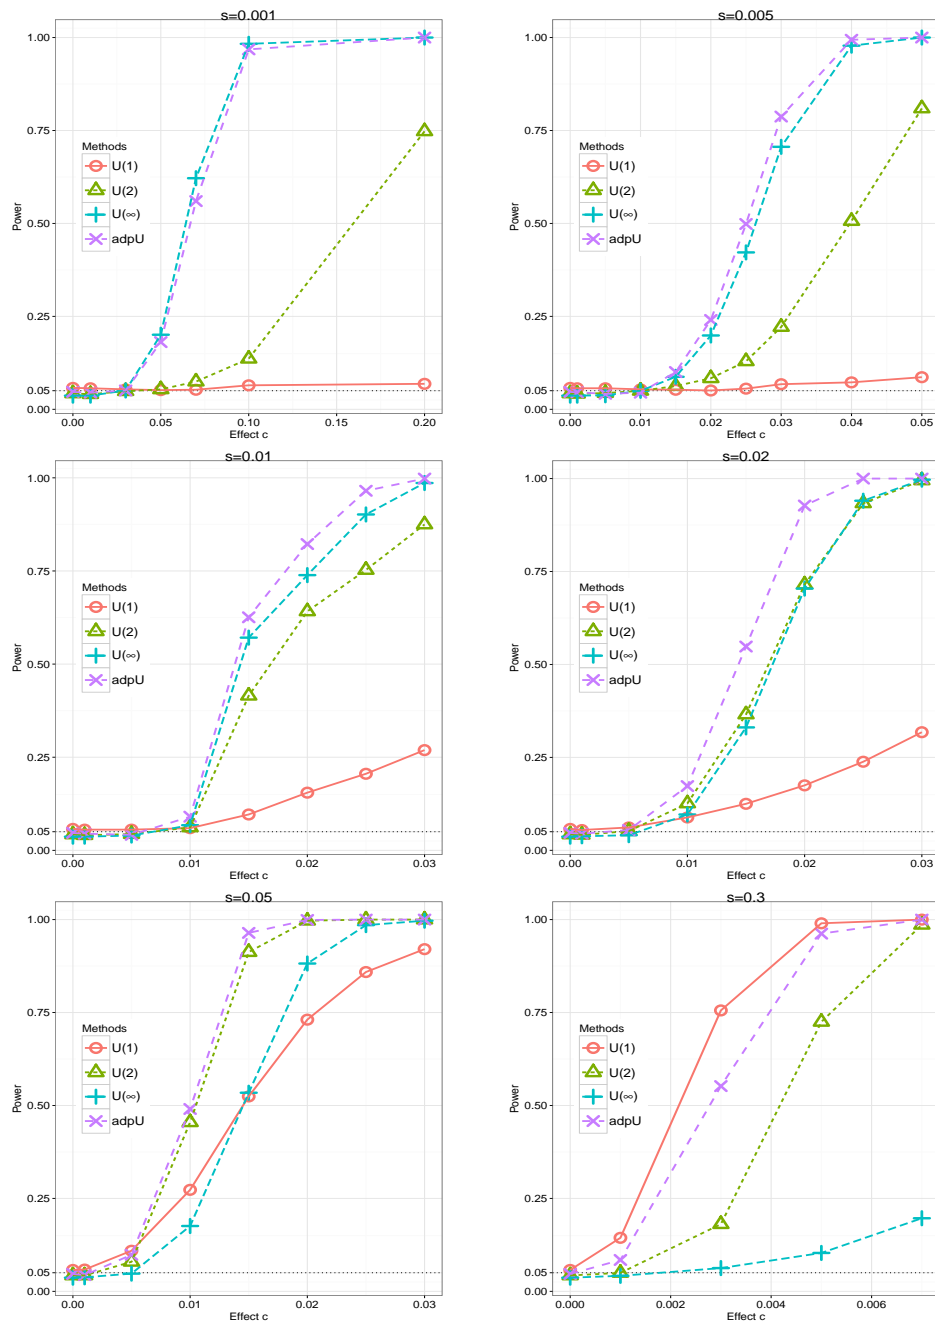 s=0.001
1.00
0.75
0.50
0.25
0.05
0.00
Power
Methods
U(1)
U(2)
U(∞)
adpU
0.00
0.05
0.10
0.15
0.20
Effect c
s=0.005
1.00
0.75
0.50
0.25
0.05
0.00
Power
Methods
U(1)
U(2)
U(∞)
adpU
0.00
0.01
0.02
0.03
0.04
0.05
Effect c
s=0.01
1.00
0.75
0.50
0.25
0.05
0.00
Power
Methods
U(1)
U(2)
U(∞)
adpU
0.00
0.01
0.02
0.03
Effect c
s=0.02
1.00
0.75
0.50
0.25
0.05
0.00
Power
Methods
U(1)
U(2)
U(∞)
adpU
0.00
0.01
0.02
0.03
Effect c
s=0.05
1.00
0.75
0.50
0.25
0.05
0.00
Power
Methods
U(1)
U(2)
U(∞)
adpU
0.00
0.01
0.02
0.03
Effect c
s=0.3
1.00
0.75
0.50
0.25
0.05
0.00
Power
Methods
U(1)
U(2)
U(∞)
adpU
0.000
0.002
0.004
0.006
Effect c